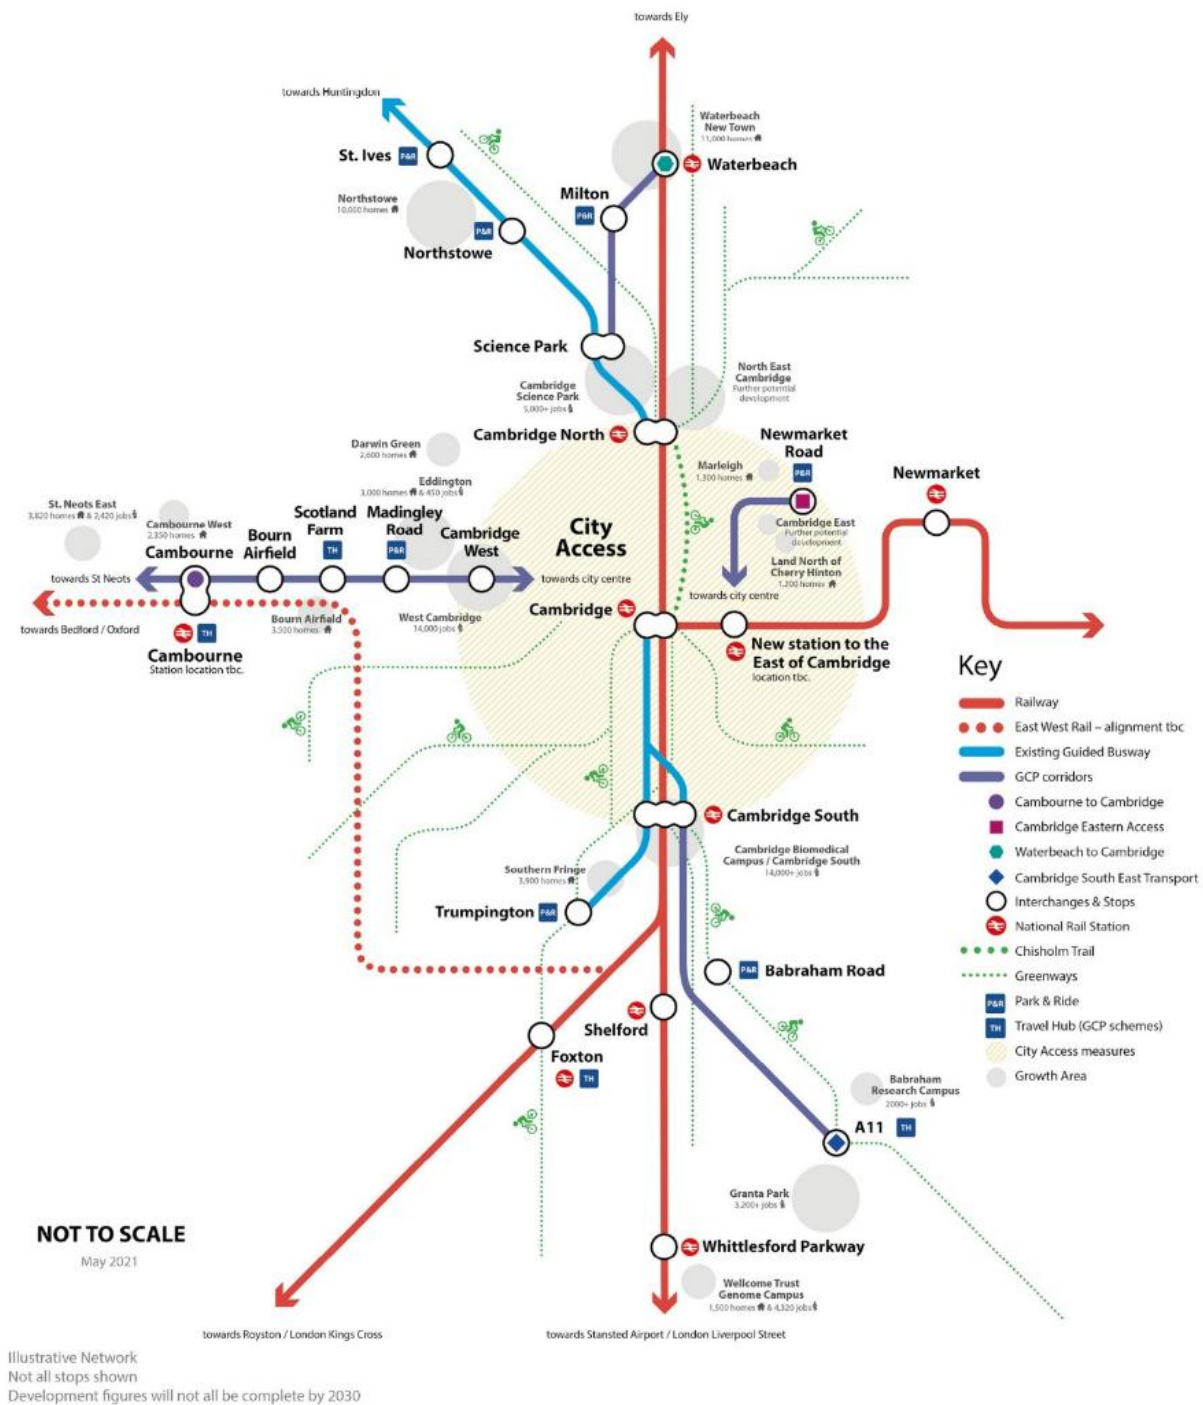 towards Ely
towards Huntingdon
St. Ives P&R
Northstowe
10,000 homes
P&R
Northstowe
Waterbeach
New Town
11,000 homes
Waterbeach
Milton
P&R
Science Park
Cambridge
Science Park
5,000+ jobs
North East
Cambridge
Further potential
development
Cambridge North
Darwin Green
2,600 homes
Eddington
3,000 homes & 450 jobs
Marleigh
1,300 homes
Newmarket
Road
P&R
Newmarket
Cambridge East
Further potential
development
Land North of
Cherry Hinton
1,200 homes
towards city centre
St. Neots East
3,820 homes & 2,420 jobs
Cambourne West
2,350 homes
Cambourne
Bourn
Airfield
Scotland
Farm
TH
Madingley
Road
P&R
Cambridge
West
City
Access
towards St Neots
towards city centre
towards Bedford / Oxford
Bourn Airfield
3,500 homes
West Cambridge
14,000 jobs
TH
Cambourne
Station location tbc.
Cambridge
New station to the
East of Cambridge
location tbc.
Cambridge South
Cambridge Biomedical
Campus / Cambridge South
14,000+ jobs
Southern Fringe
3,900 homes
Trumpington P&R
P&R Babraham Road
Shelford
Foxton
TH
Babraham
Research Campus
2000+ jobs
A11 TH
Granta Park
3,200+ jobs
Whittlesford Parkway
Wellcome Trust
Genome Campus
1,500 homes & 4,320 jobs
towards Royston / London Kings Cross
towards Stansted Airport / London Liverpool Street
Key
Railway
East West Rail – alignment tbc
Existing Guided Busway
GCP corridors
Cambourne to Cambridge
Cambridge Eastern Access
Waterbeach to Cambridge
Cambridge South East Transport
Interchanges & Stops
National Rail Station
Chisholm Trail
Greenways
P&R Park & Ride
TH Travel Hub (GCP schemes)
City Access measures
Growth Area
NOT TO SCALE
May 2021
Illustrative Network
Not all stops shown
Development figures will not all be complete by 2030